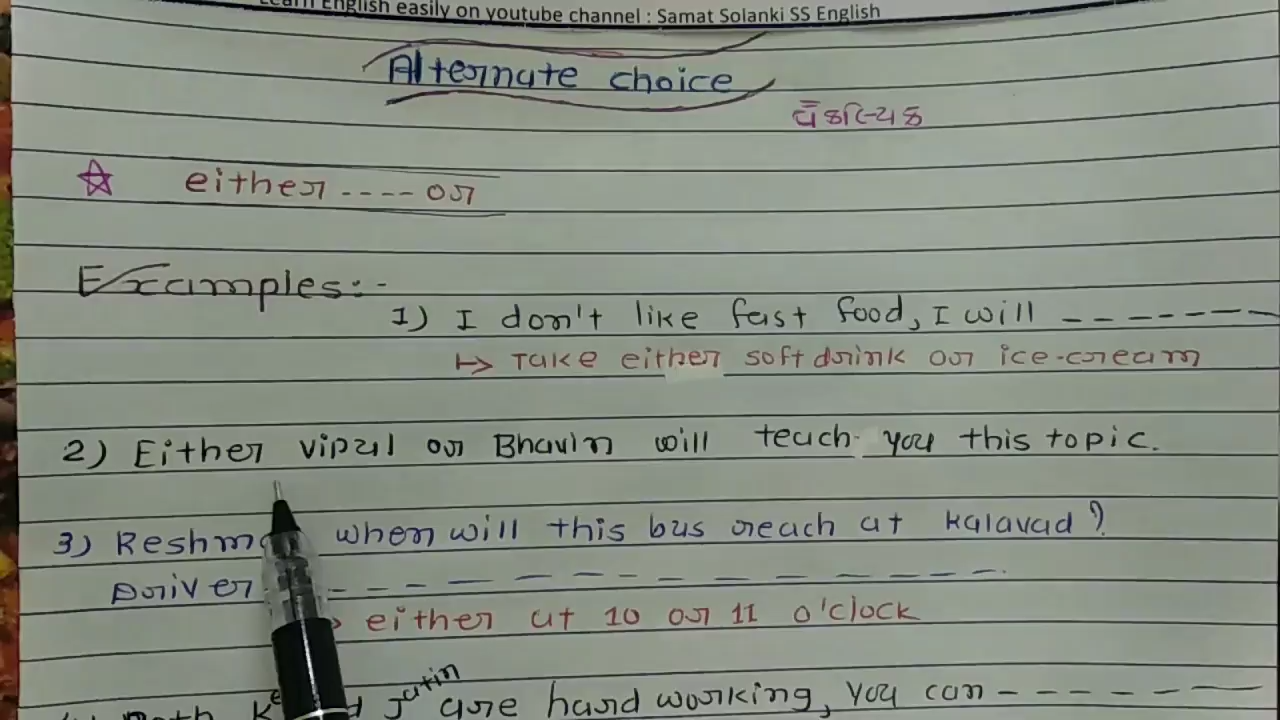 Learn English easily on youtube channel : Samat Solanki SS English
Alternate choice
વૈકલ્પિક
either ---- or
Examples:-
1) I don't like fast food, I will -------
↳ Take either soft drink or ice-cream
2) Either vipul or Bhavin will teach you this topic.
3) Reshma when will this bus reach at Kalavad?
Driver -------------
either at 10 or 11 o'clock
Jatin are hard working, you can ------